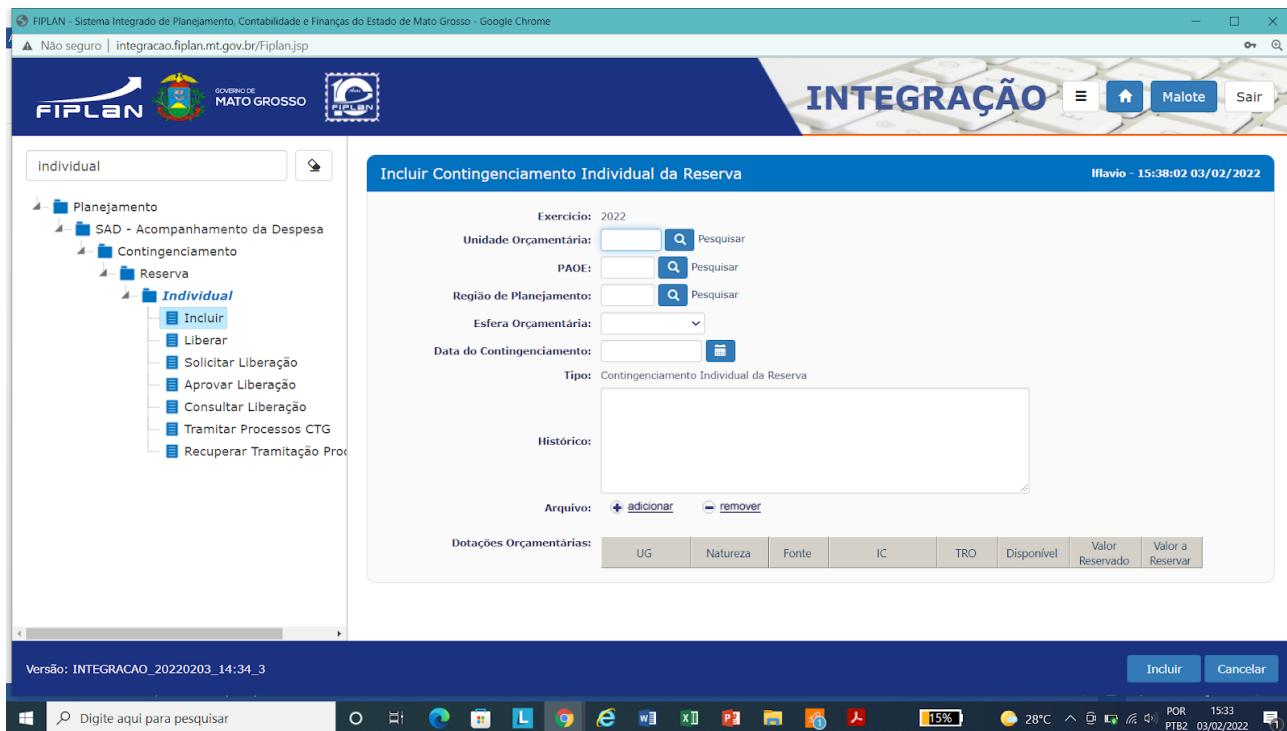 FIPLAN - Sistema Integrado de Planejamento, Contabilidade e Finanças do Estado de Mato Grosso - Google Chrome
Não seguro | integracao.fiplan.mt.gov.br/Fiplan.jsp
FIPLAN
GOVERNO DE
MATO GROSSO
FIPLAN
INTEGRAÇÃO
Malote
Sair
individual
Planejamento
SAD - Acompanhamento da Despesa
Contingenciamento
Reserva
Individual
Incluir
Liberar
Solicitar Liberação
Aprovar Liberação
Consultar Liberação
Tramitar Processos CTG
Recuperar Tramitação Proc
Incluir Contingenciamento Individual da Reserva
lflavio - 15:38:02 03/02/2022
Exercício: 2022
Unidade Orçamentária: Pesquisar
PAOE: Pesquisar
Região de Planejamento: Pesquisar
Esfera Orçamentária:
Data do Contingenciamento:
Tipo: Contingenciamento Individual da Reserva
Histórico:
Arquivo: adicionar remover
Dotações Orçamentárias:
UG Natureza Fonte IC TRO Disponível Valor Reservado Valor a Reservar
Versão: INTEGRACAO_20220203_14:34_3
Incluir Cancelar
Digite aqui para pesquisar
15%
28°C
POR 15:33
PTB2 03/02/2022